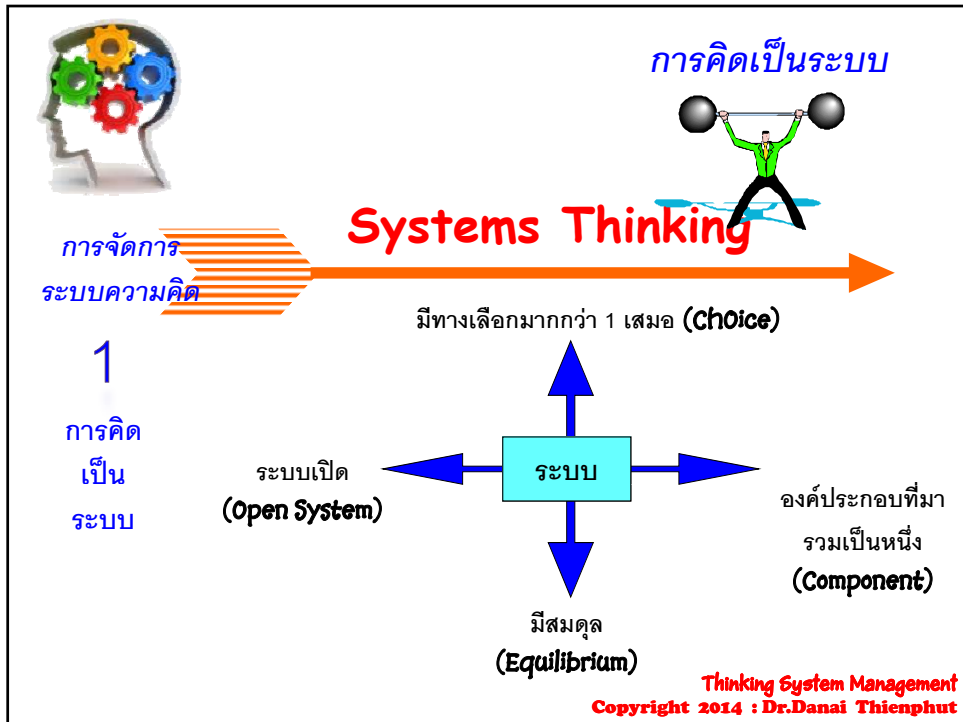 การคิดเป็นระบบ
Systems Thinking
การจัดการ
ระบบความคิด
มีทางเลือกมากกว่า 1 เสมอ (Choice)
1
การคิด
เป็น
ระบบ
ระบบเปิด
(Open System)
ระบบ
องค์ประกอบที่มา
รวมเป็นหนึ่ง
(Component)
มีสมดุล
(Equilibrium)
Thinking System Management
Copyright 2014 : Dr.Danai Thienphut